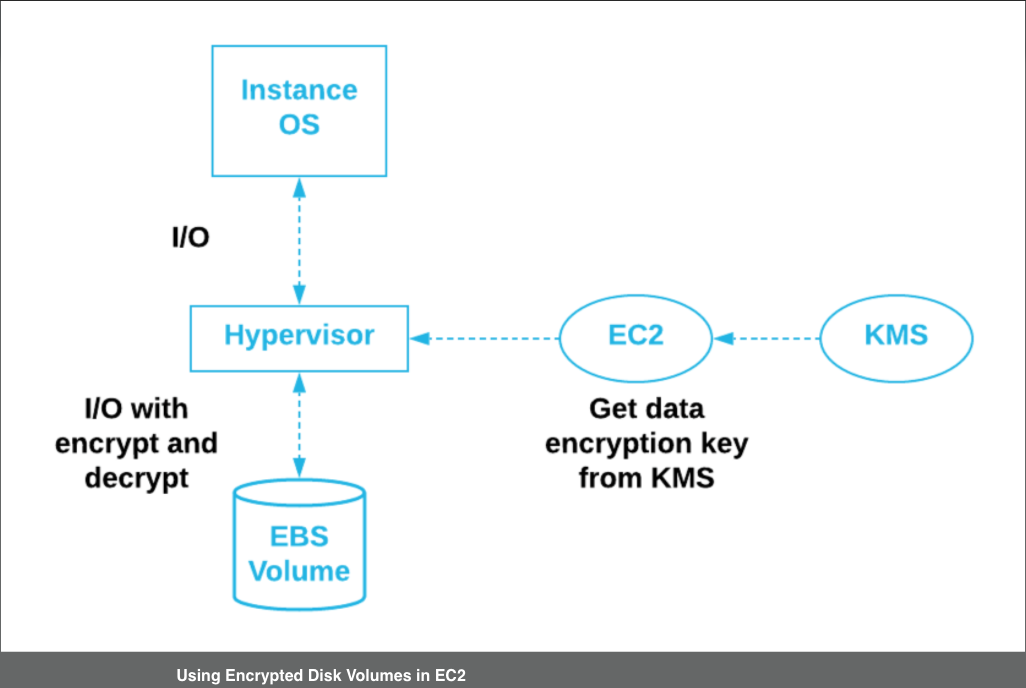 Instance
OS
I/O
Hypervisor
EC2
KMS
I/O with
encrypt and
decrypt
Get data
encryption key
from KMS
EBS
Volume
Using Encrypted Disk Volumes in EC2